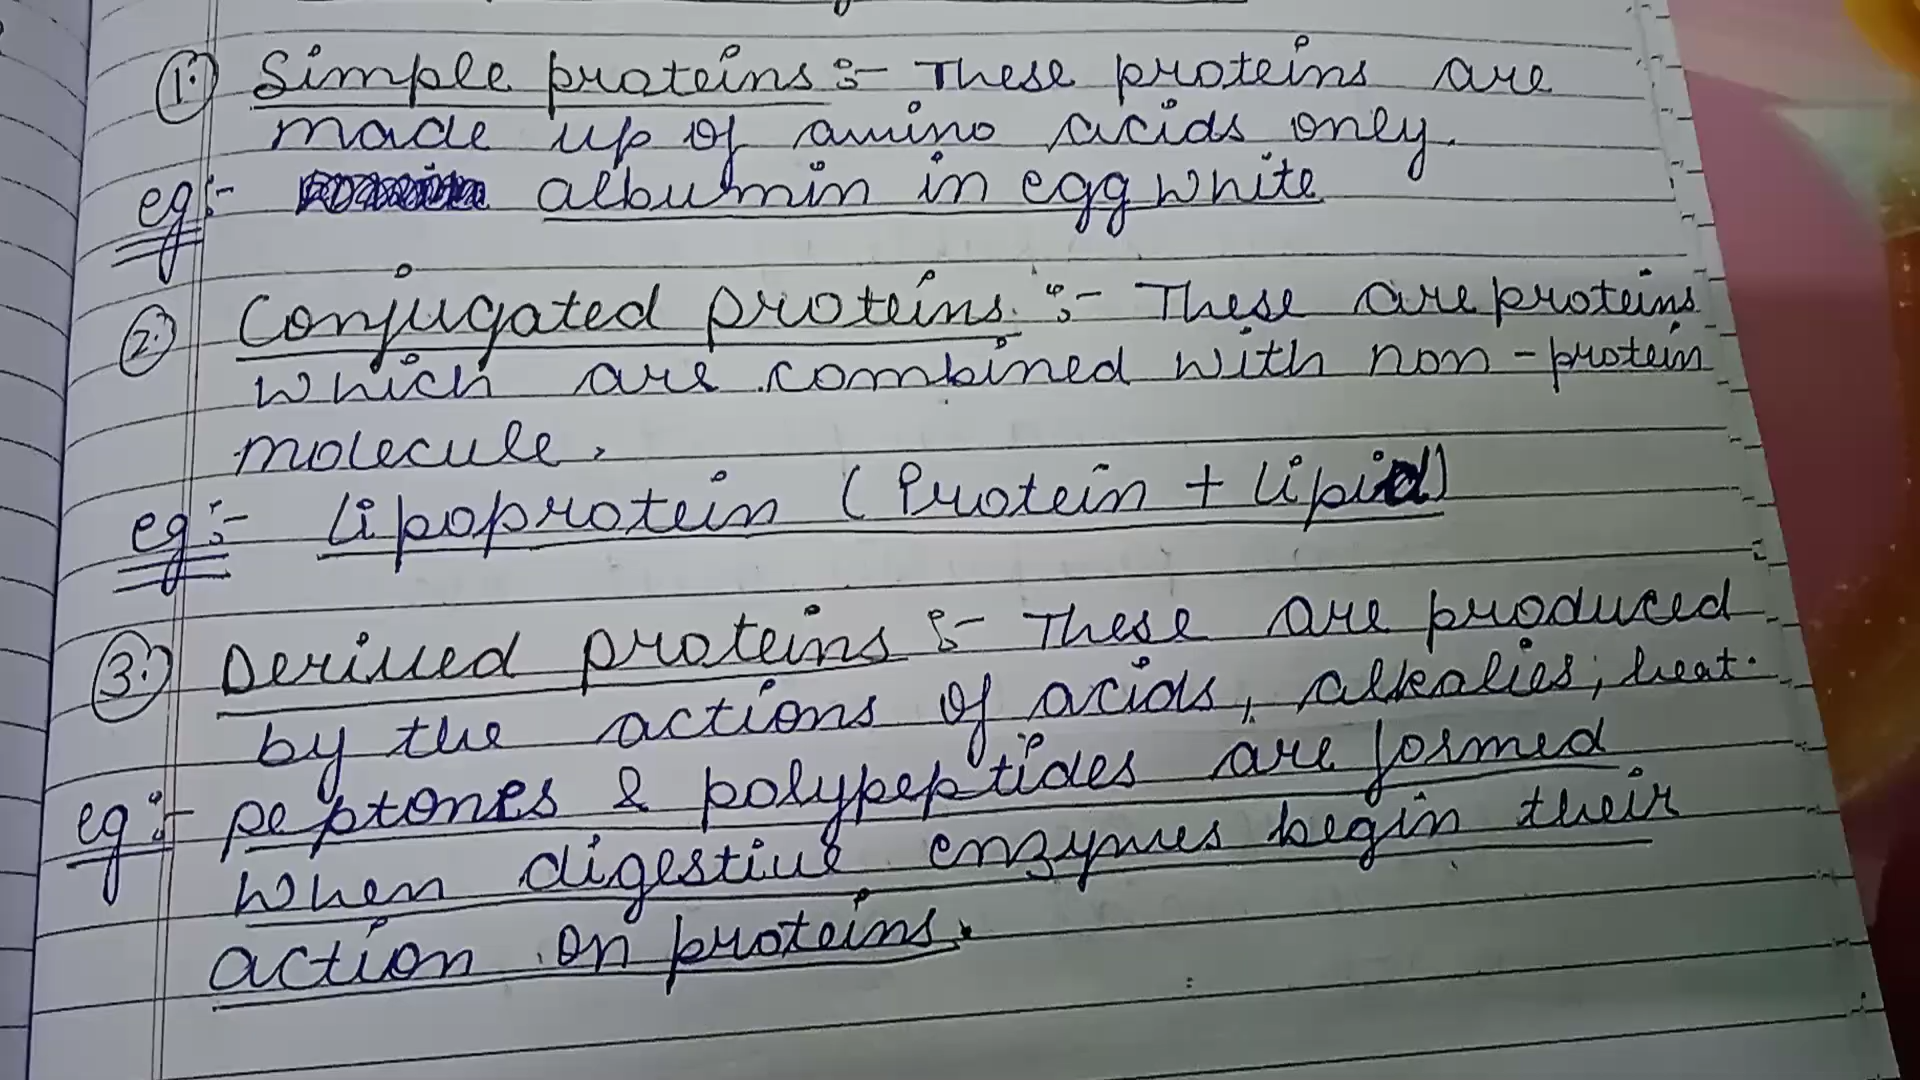 1. Simple proteins :- These proteins are
made up of amino acids only.
eg:- albumin in egg white
2. Conjugated proteins. :- These are proteins
which are combined with non-protein
molecule.
eg:- Lipoprotein (Protein + Lipid)
3. Derived proteins :- These are produced
by the actions of acids, alkalies, heat.
eg:- peptones & polypeptides are formed
when digestive enzymes begin their
action on proteins.